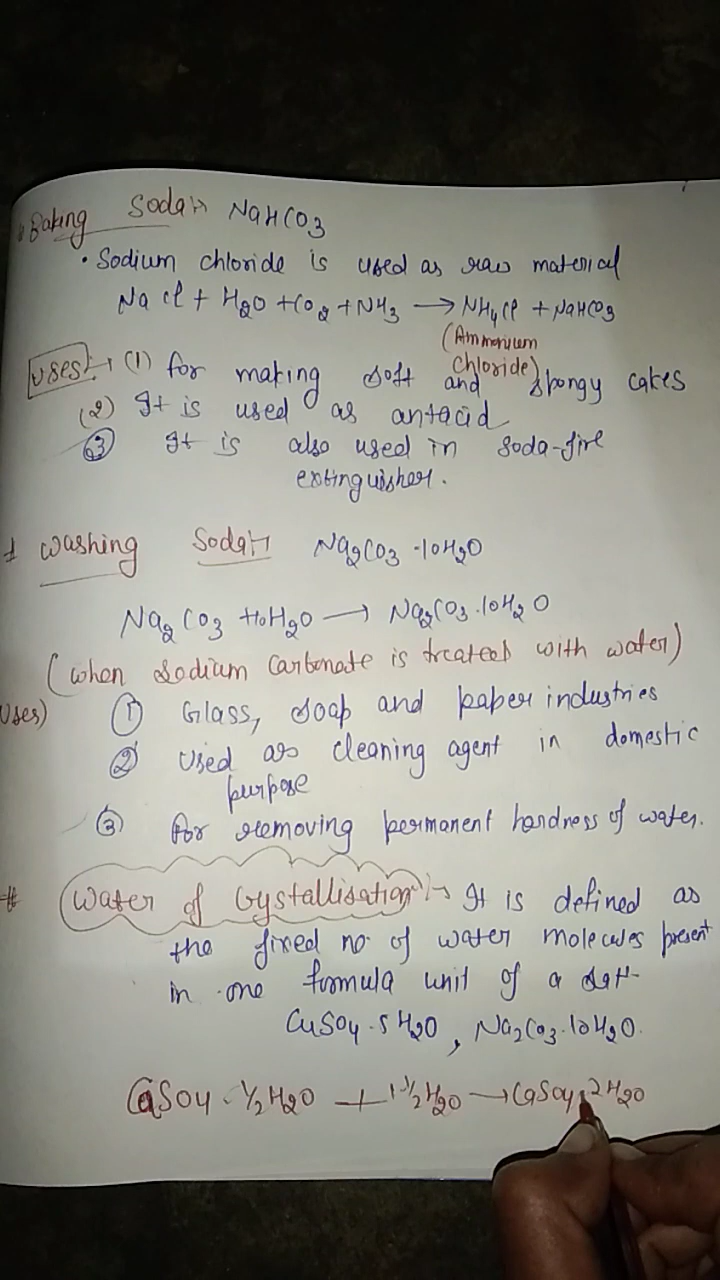 Baking Soda:- NaHCO3
• Sodium chloride is used as raw material
NaCl + H2O + CO2 + NH3 → NH4Cl + NaHCO3
(Ammonium
Chloride)
Uses:- (1) for making soft and spongy cakes
(2) It is used as antacid
(3) It is also used in soda-fire
extinguisher.
# Washing Soda:- Na2CO3 ·10H2O
Na2CO3 +10H2O → Na2CO3.10H2O
(when sodium carbonate is treated with water)
Uses) (1) Glass, soap and paper industries
(2) Used as cleaning agent in domestic
purpose
(3) for removing permanent hardness of water.
# Water of Crystallisation:- It is defined as
the fixed no. of water molecules present
in one formula unit of a salt-
CuSO4.5H2O, Na2CO3.10H2O.
CaSO4.½H2O + 1½H2O → CaSO4.2H2O